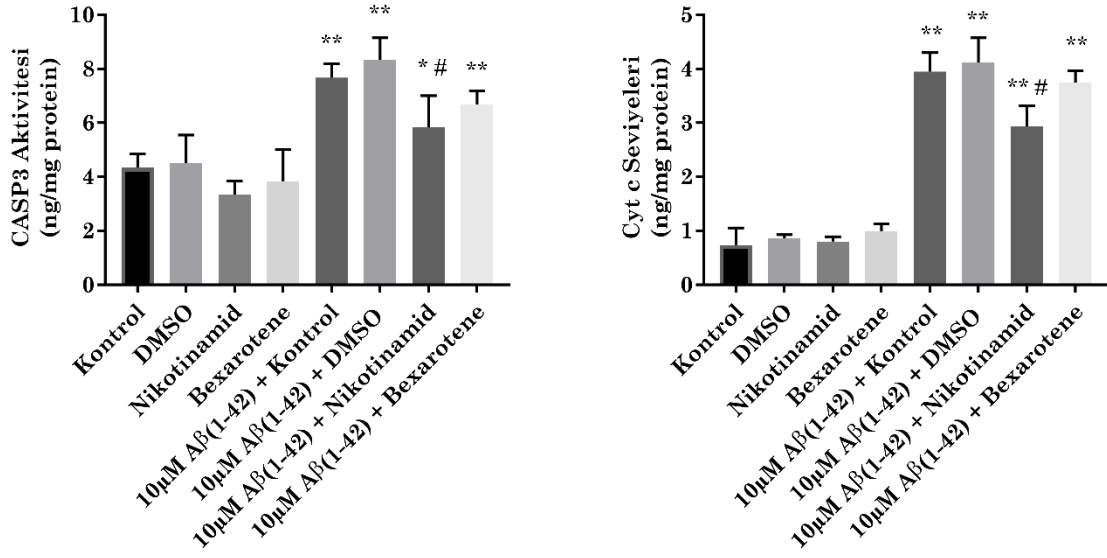 CASP3 Aktivitesi
(ng/mg protein)
10
8
6
4
2
0
**
**
* #
**
Kontrol
DMSO
Nikotinamid
Bexarotene
10µM Aβ(1-42) + Kontrol
10µM Aβ(1-42) + DMSO
10µM Aβ(1-42) + Nikotinamid
10µM Aβ(1-42) + Bexarotene
Cyt c Seviyeleri
(ng/mg protein)
5
4
3
2
1
0
**
**
** #
**
Kontrol
DMSO
Nikotinamid
Bexarotene
10µM Aβ(1-42) + Kontrol
10µM Aβ(1-42) + DMSO
10µM Aβ(1-42) + Nikotinamid
10µM Aβ(1-42) + Bexarotene